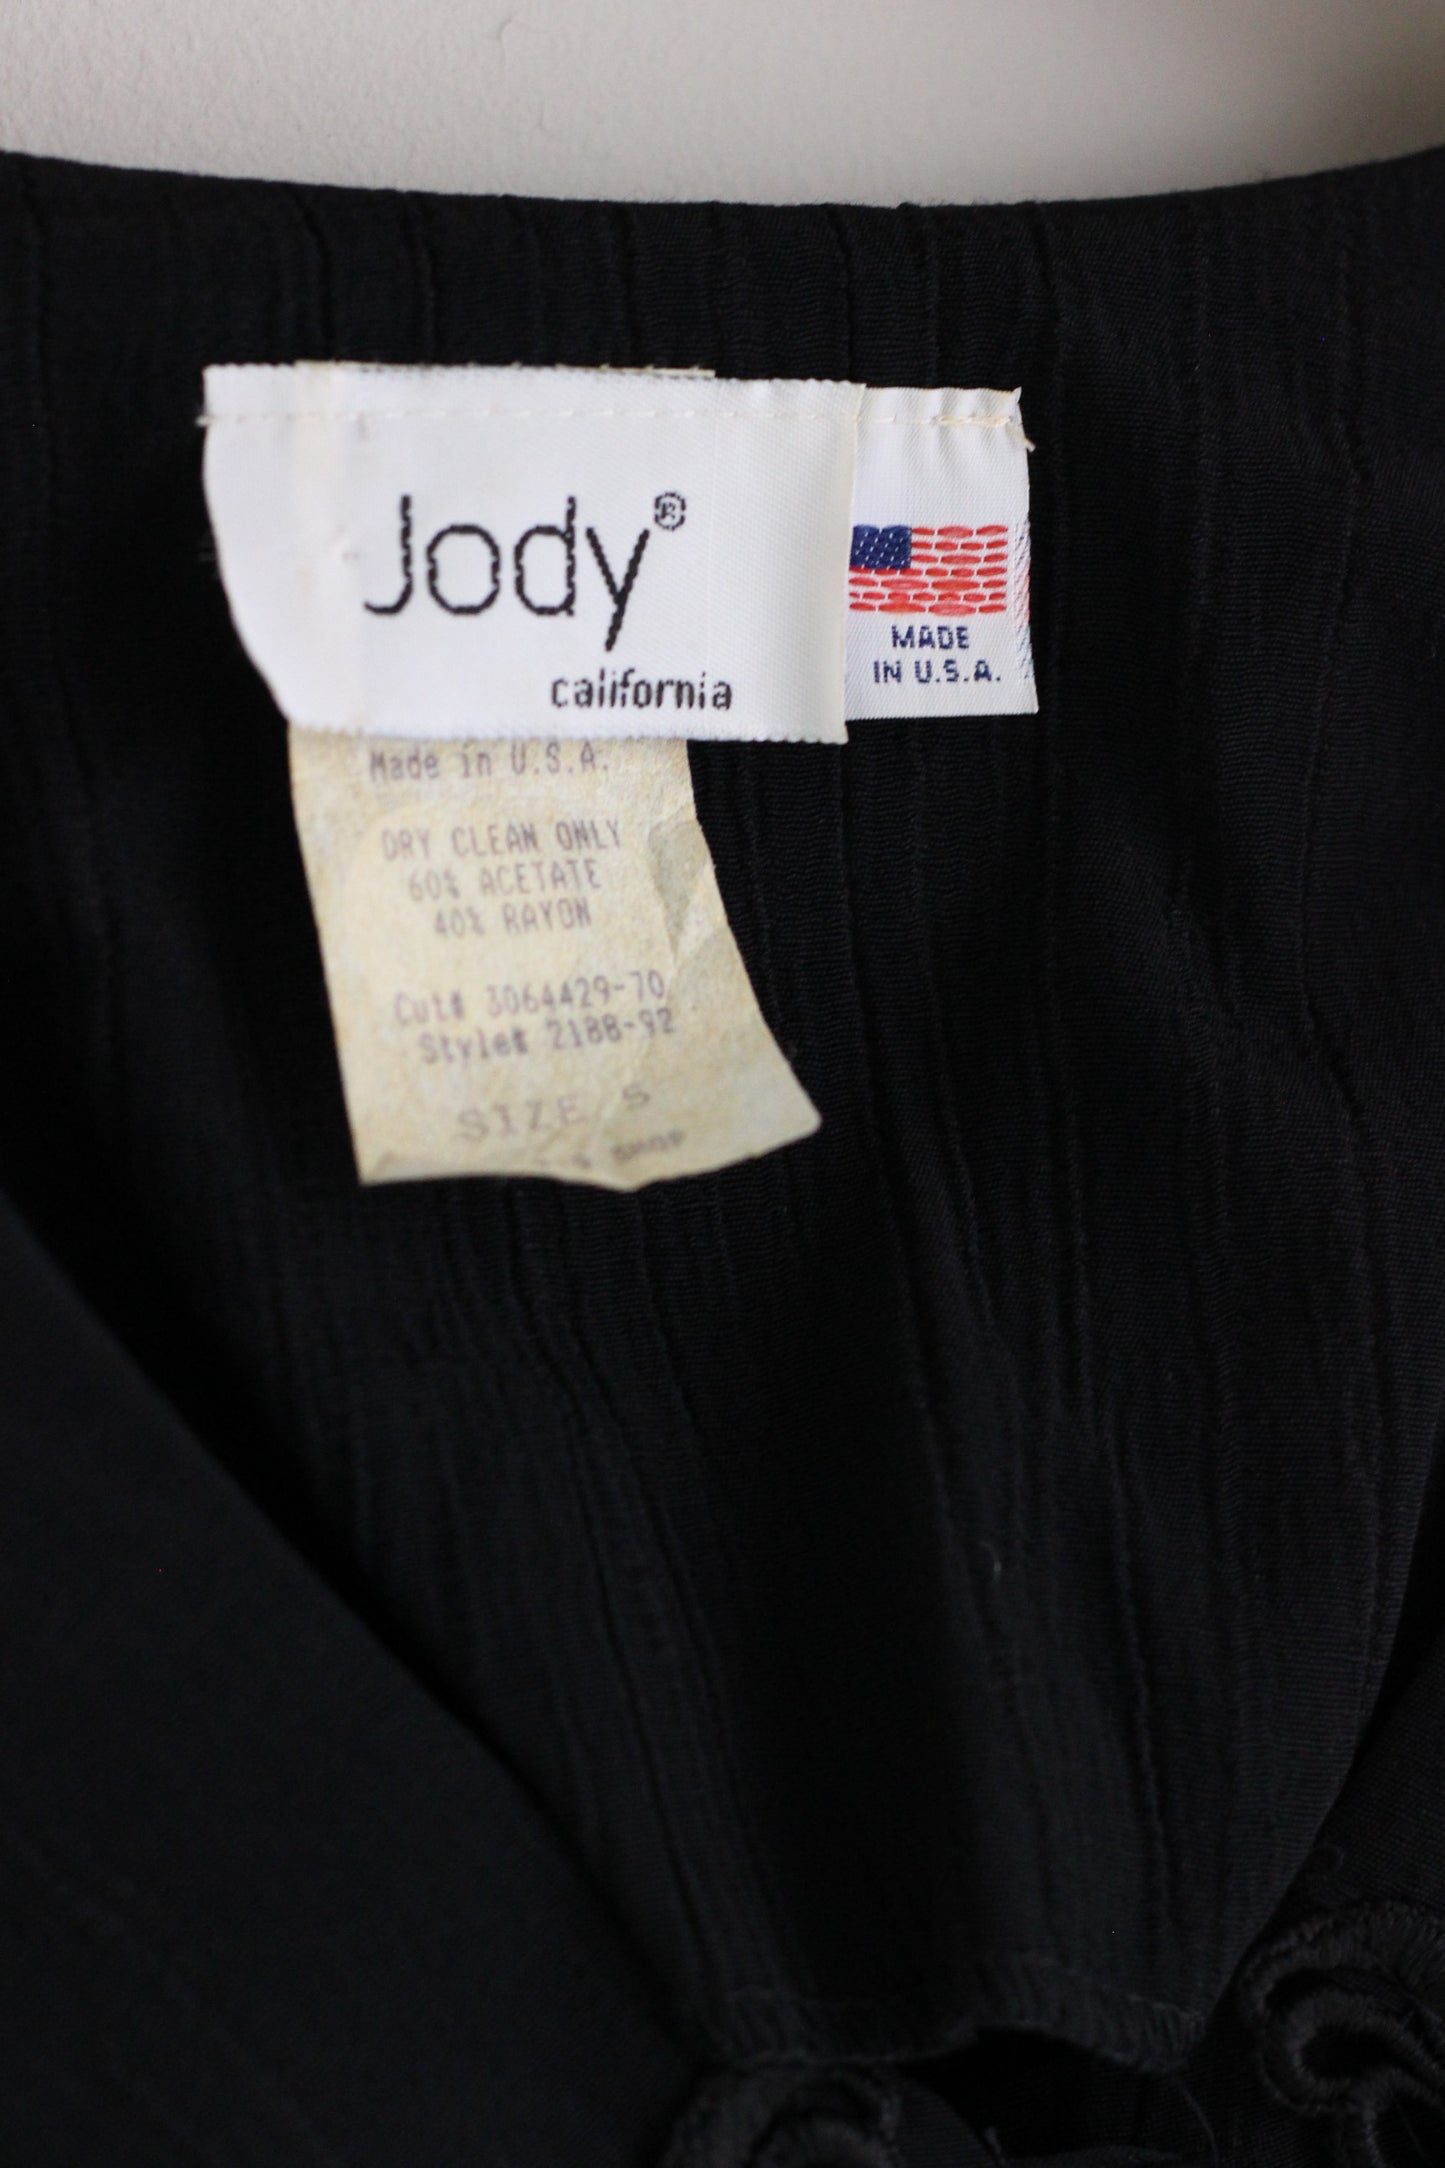 Jody®
california
MADE
IN U.S.A.
Made in U.S.A.
DRY CLEAN ONLY
60% ACETATE
40% RAYON
Cut# 3064429-70
Style# 2188-92
SIZE S